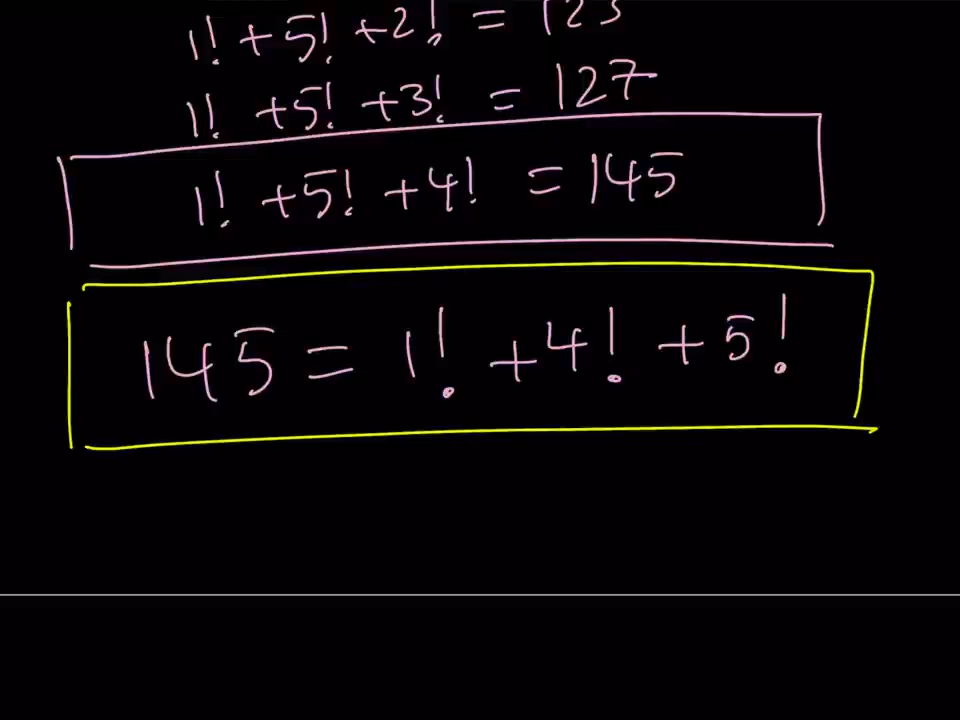 1! + 5! + 2! = 123
1! + 5! + 3! = 127
1! + 5! + 4! = 145
145 = 1! + 4! + 5!